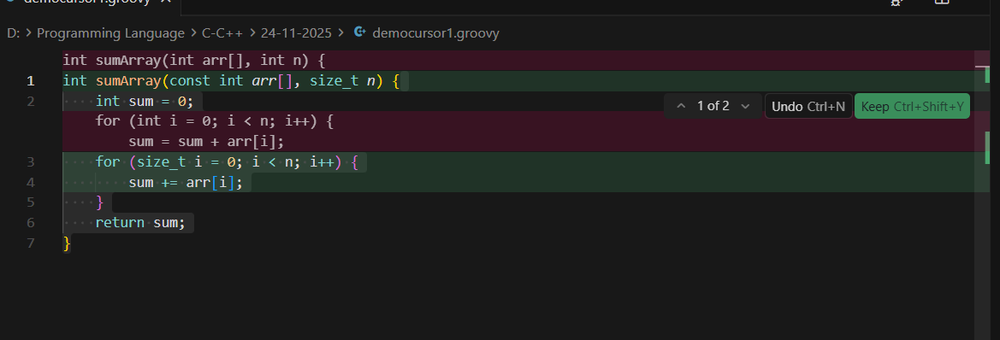 democursor1.groovy
D: > Programming Language > C-C++ > 24-11-2025 > democursor1.groovy
int sumArray(int arr[], int n) {
1 int sumArray(const int arr[], size_t n) {
2 int sum = 0;
1 of 2 Undo Ctrl+N Keep Ctrl+Shift+Y
for (int i = 0; i < n; i++) {
sum = sum + arr[i];
3 for (size_t i = 0; i < n; i++) {
4 sum += arr[i];
5 }
6 return sum;
7 }